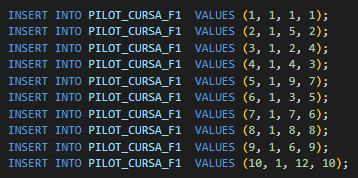 INSERT INTO PILOT_CURSA_F1  VALUES (1, 1, 1, 1);
INSERT INTO PILOT_CURSA_F1  VALUES (2, 1, 5, 2);
INSERT INTO PILOT_CURSA_F1  VALUES (3, 1, 2, 4);
INSERT INTO PILOT_CURSA_F1  VALUES (4, 1, 4, 3);
INSERT INTO PILOT_CURSA_F1  VALUES (5, 1, 9, 7);
INSERT INTO PILOT_CURSA_F1  VALUES (6, 1, 3, 5);
INSERT INTO PILOT_CURSA_F1  VALUES (7, 1, 7, 6);
INSERT INTO PILOT_CURSA_F1  VALUES (8, 1, 8, 8);
INSERT INTO PILOT_CURSA_F1  VALUES (9, 1, 6, 9);
INSERT INTO PILOT_CURSA_F1  VALUES (10, 1, 12, 10);